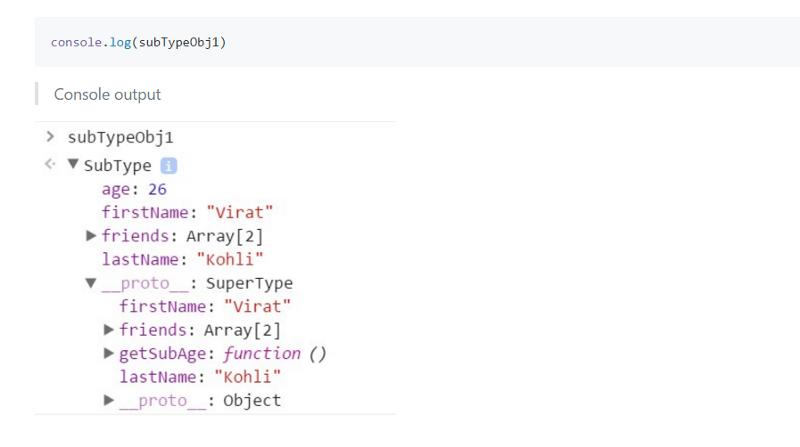 console.log(subTypeObj1)
Console output
> subTypeObj1
<· ▼ SubType i
age: 26
firstName: "Virat"
▶ friends: Array[2]
lastName: "Kohli"
▼ __proto__: SuperType
firstName: "Virat"
▶ friends: Array[2]
▶ getSubAge: function ()
lastName: "Kohli"
▶ __proto__: Object